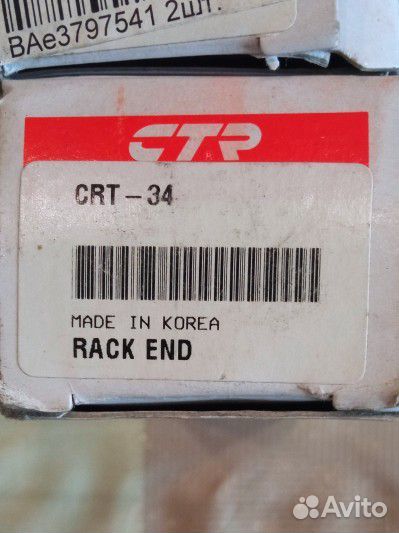 BAe3797541 2шт.
CTR
CRT-34
MADE IN KOREA
RACK END
Avito